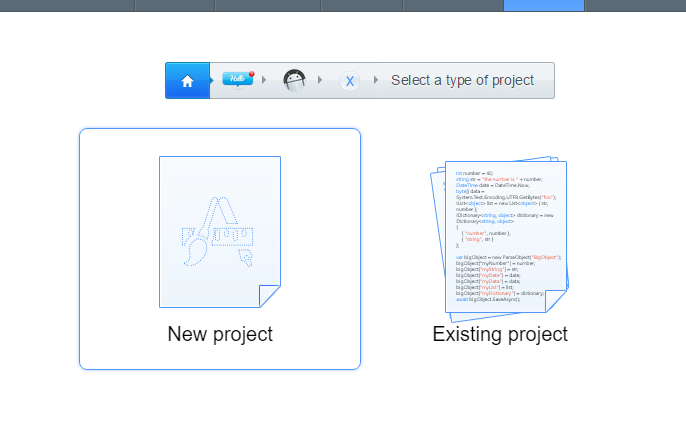 Hello
X
Select a type of project
int number = 42;
string str = "the number is " + number;
DateTime date = DateTime.Now;
byte[] data =
System.Text.Encoding.UTF8.GetBytes("foo");
IList<object> list = new List<object> { str,
number };
IDictionary<string, object> dictionary = new
Dictionary<string, object>
{
{ "number", number },
{ "string", str }
};
var bigObject = new ParseObject("BigObject");
bigObject["myNumber"] = number;
bigObject["myString"] = str;
bigObject["myDate"] = date;
bigObject["myData"] = data;
bigObject["myList"] = list;
bigObject["myDictionary"] = dictionary;
await bigObject.SaveAsync();
New project
Existing project